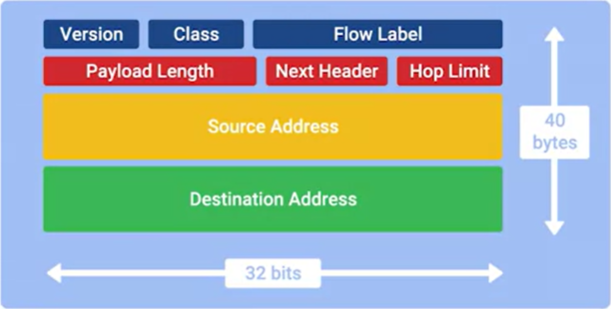 Version Class Flow Label
Payload Length Next Header Hop Limit
Source Address
40
bytes
Destination Address
32 bits